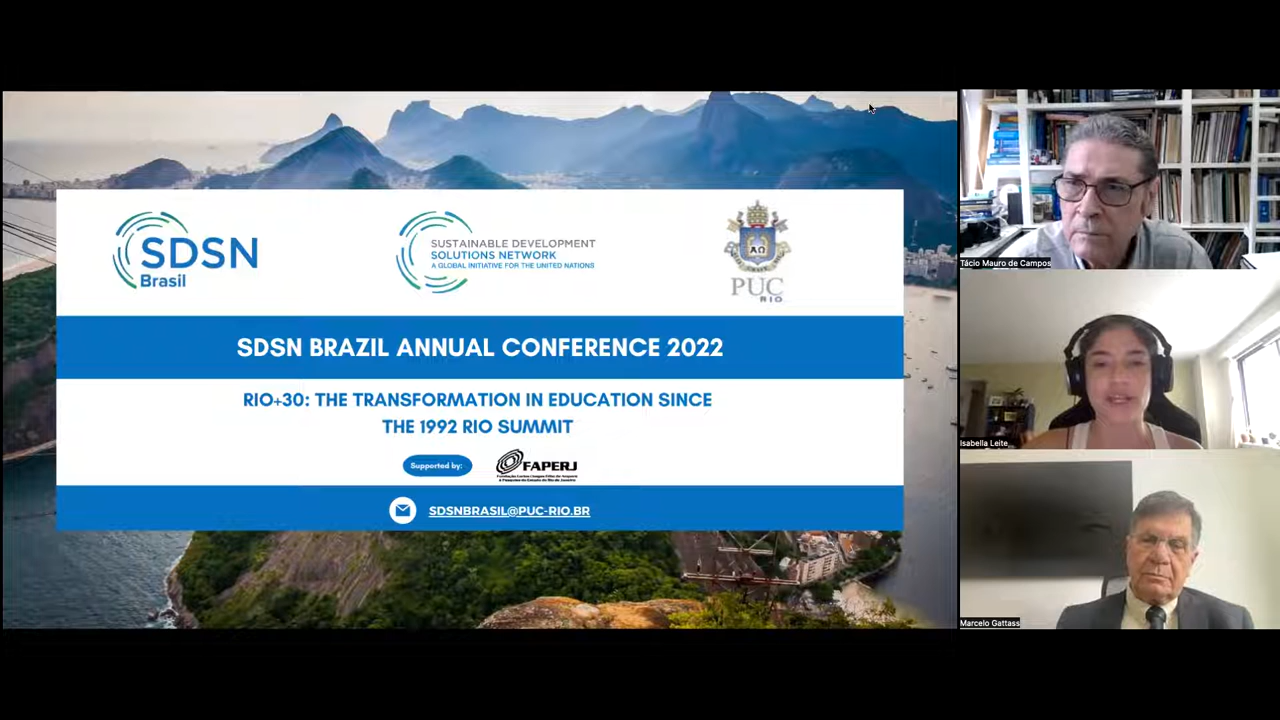 SDSN
Brasil
SUSTAINABLE DEVELOPMENT
SOLUTIONS NETWORK
A GLOBAL INITIATIVE FOR THE UNITED NATIONS
ΑΩ
PUC
RIO
SDSN BRAZIL ANNUAL CONFERENCE 2022
RIO+30: THE TRANSFORMATION IN EDUCATION SINCE
THE 1992 RIO SUMMIT
Supported by:
FAPERJ
SDSNBRASIL@PUC-RIO.BR
Tácio Mauro de Campos
Isabella Leite
Marcelo Gattass